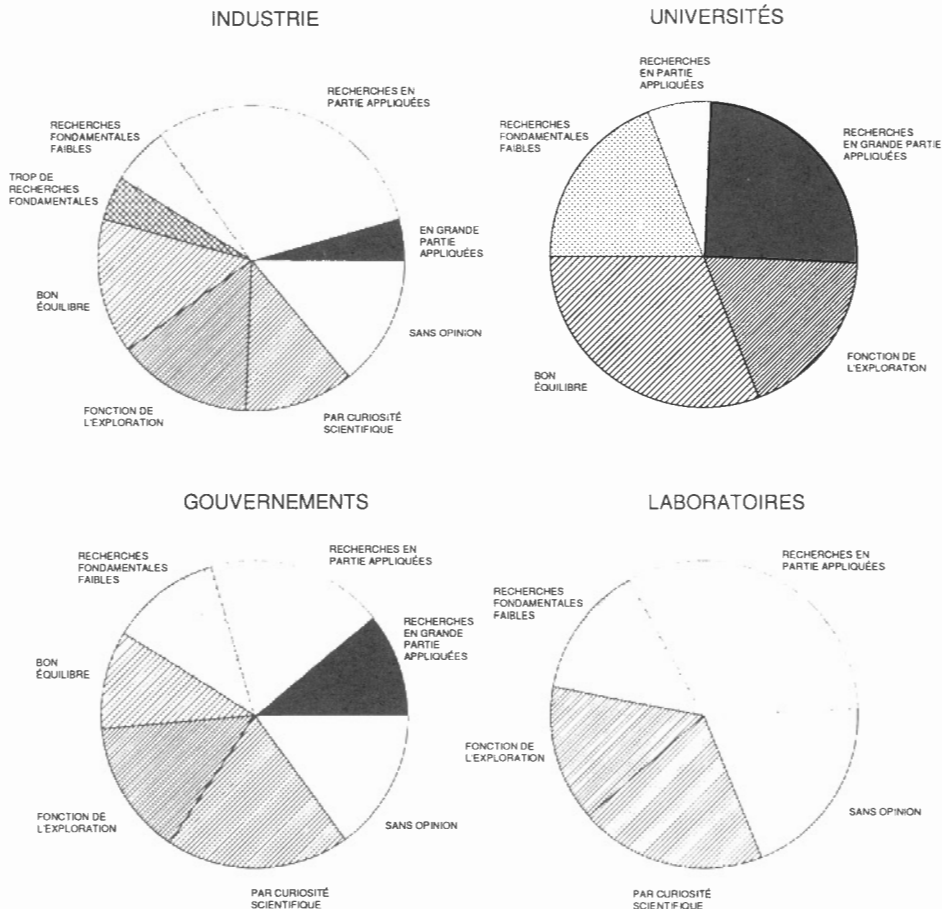 INDUSTRIE
RECHERCHES EN
PARTIE APPLIQUÉES
RECHERCHES
FONDAMENTALES
FAIBLES
TROP DE
RECHERCHES
FONDAMENTALES
EN GRANDE
PARTIE
APPLIQUÉES
BON
ÉQUILIBRE
SANS OPINION
FONCTION DE
L'EXPLORATION
PAR CURIOSITÉ
SCIENTIFIQUE
UNIVERSITÉS
RECHERCHES
EN PARTIE
APPLIQUÉES
RECHERCHES
FONDAMENTALES
FAIBLES
RECHERCHES
EN GRANDE PARTIE
APPLIQUÉES
BON
ÉQUILIBRE
FONCTION DE
L'EXPLORATION
GOUVERNEMENTS
RECHERCHES EN
PARTIE APPLIQUÉES
RECHERCHES
FONDAMENTALES
FAIBLES
RECHERCHES
EN GRANDE
PARTIE
APPLIQUÉES
BON
ÉQUILIBRE
FONCTION DE
L'EXPLORATION
SANS OPINION
PAR CURIOSITÉ
SCIENTIFIQUE
LABORATOIRES
RECHERCHES EN
PARTIE APPLIQUÉES
RECHERCHES
FONDAMENTALES
FAIBLES
FONCTION DE
L'EXPLORATION
SANS OPINION
PAR CURIOSITÉ
SCIENTIFIQUE